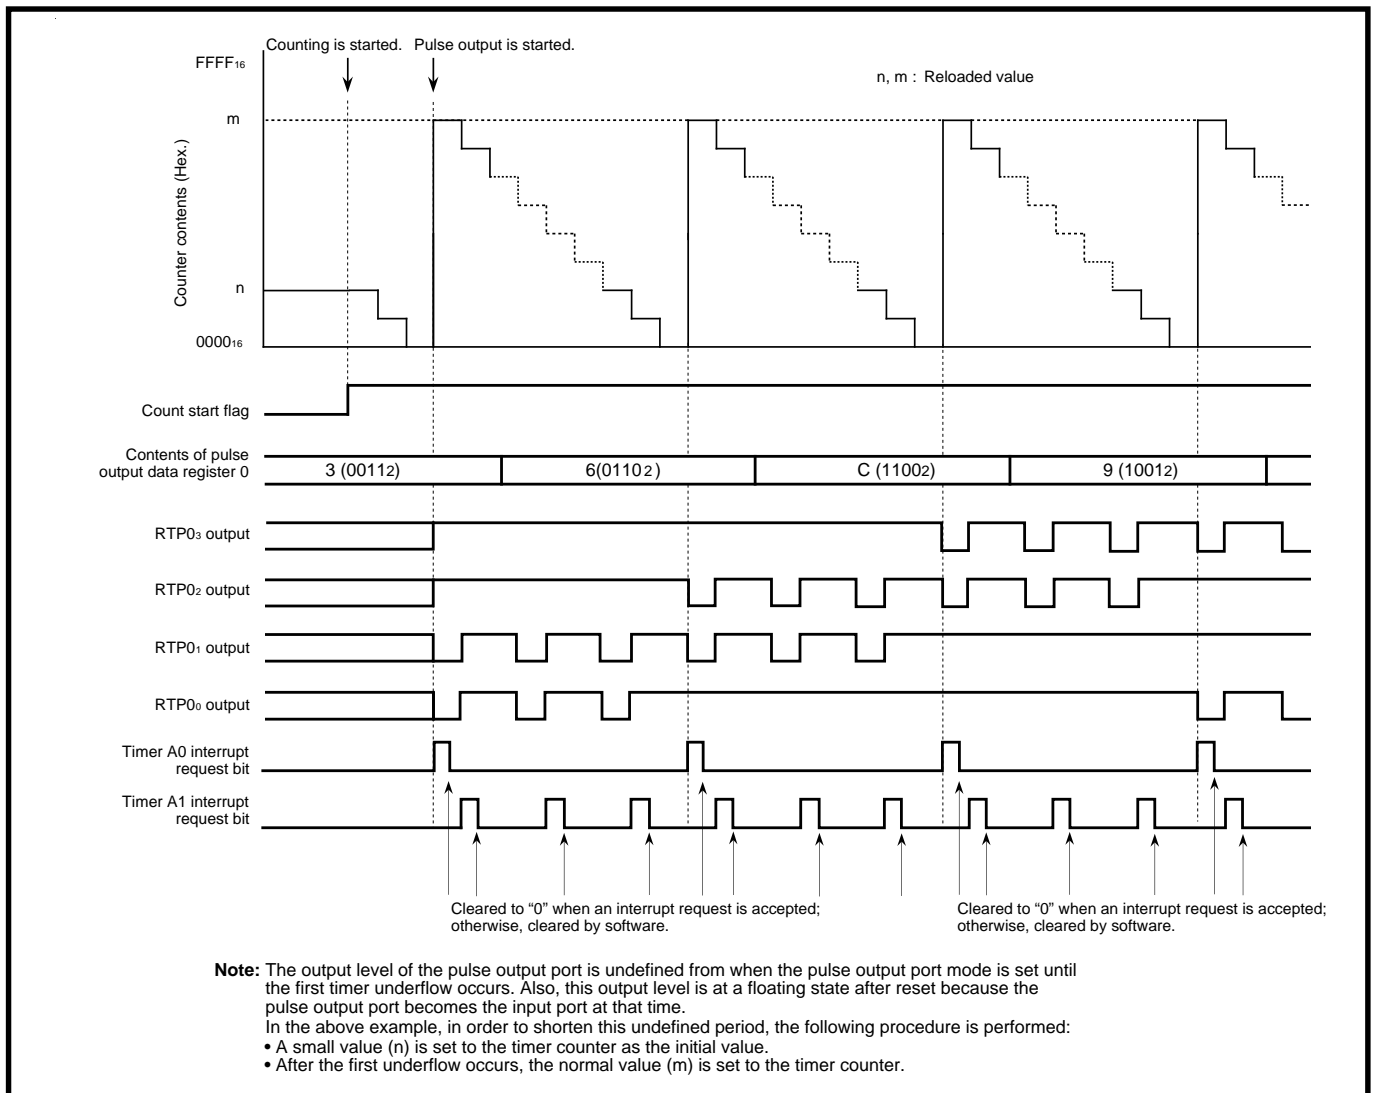 Counting is started. Pulse output is started.
FFFF16
n, m : Reloaded value
m
Counter contents (Hex.)
n
000016
Count start flag
Contents of pulse
output data register 0
3 (00112) 6(01102) C (11002) 9 (10012)
RTP03 output
RTP02 output
RTP01 output
RTP00 output
Timer A0 interrupt
request bit
Timer A1 interrupt
request bit
Cleared to “0” when an interrupt request is accepted;
otherwise, cleared by software.
Cleared to “0” when an interrupt request is accepted;
otherwise, cleared by software.
Note: The output level of the pulse output port is undefined from when the pulse output port mode is set until
the first timer underflow occurs. Also, this output level is at a floating state after reset because the
pulse output port becomes the input port at that time.
In the above example, in order to shorten this undefined period, the following procedure is performed:
• A small value (n) is set to the timer counter as the initial value.
• After the first underflow occurs, the normal value (m) is set to the timer counter.